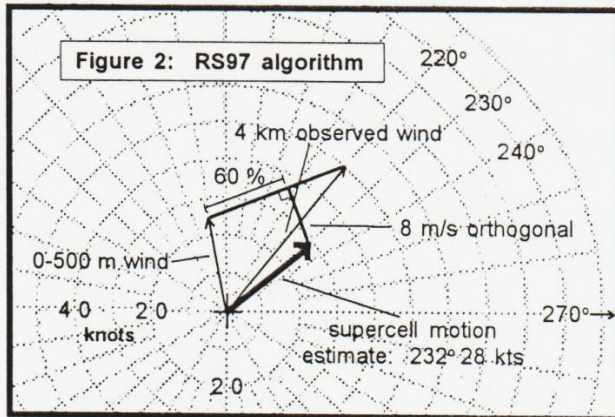 Figure 2: RS97 algorithm
220°
230°
4 km observed wind
240°
60 %
8 m/s orthogonal
0-500 m wind
40 20
270°
knots
supercell motion
estimate: 232° 28 kts
20